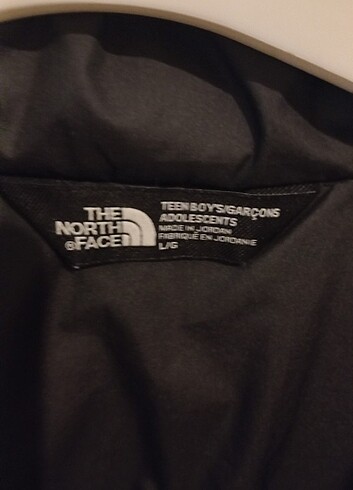 THE
NORTH
®FACE
TEEN BOYS/GARÇONS
ADOLESCENTS
MADE IN JORDAN
FABRIQUÉ EN JORDANIE
L/G